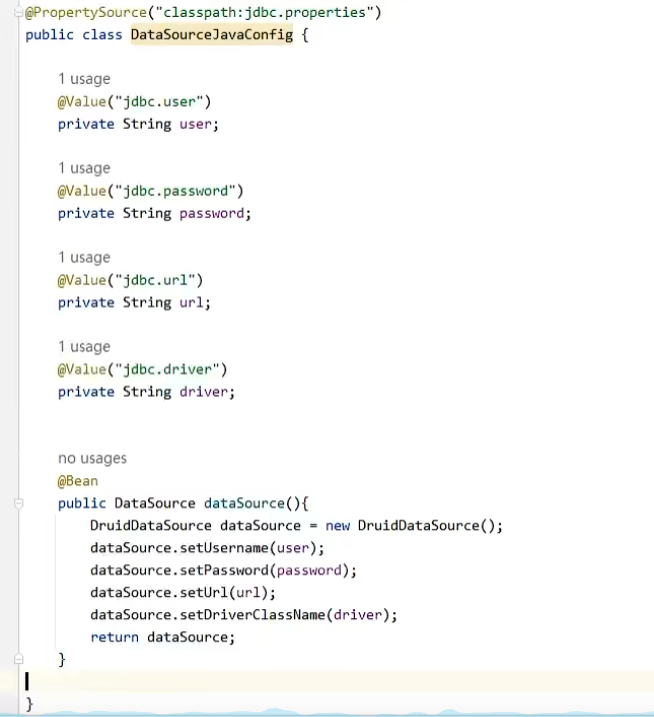 @PropertySource("classpath:jdbc.properties")
public class DataSourceJavaConfig {
1 usage
@Value("jdbc.user")
private String user;
1 usage
@Value("jdbc.password")
private String password;
1 usage
@Value("jdbc.url")
private String url;
1 usage
@Value("jdbc.driver")
private String driver;
no usages
@Bean
public DataSource dataSource(){
DruidDataSource dataSource = new DruidDataSource();
dataSource.setUsername(user);
dataSource.setPassword(password);
dataSource.setUrl(url);
dataSource.setDriverClassName(driver);
return dataSource;
}
}